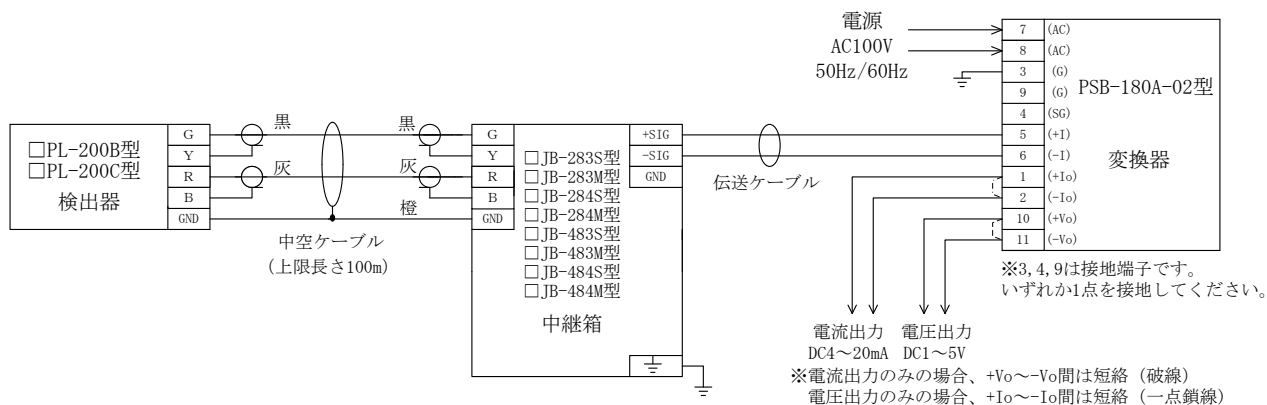 電源
AC100V
50Hz/60Hz
7 (AC)
8 (AC)
3 (G)
9 (G)
4 (SG)
5 (+I)
6 (-I)
1 (+Io)
2 (-Io)
10 (+Vo)
11 (-Vo)
PSB-180A-02型
変換器
※3,4,9は接地端子です。
いずれか1点を接地してください。
□PL-200B型
□PL-200C型
検出器
G
Y
R
B
GND
黒
灰
黒
灰
橙
中空ケーブル
(上限長さ100m)
G
Y
R
B
GND
□JB-283S型
□JB-283M型
□JB-284S型
□JB-284M型
□JB-483S型
□JB-483M型
□JB-484S型
□JB-484M型
中継箱
+SIG
-SIG
GND
伝送ケーブル
電流出力 電圧出力
DC4～20mA DC1～5V
※電流出力のみの場合、+Vo～-Vo間は短絡（破線）
電圧出力のみの場合、+Io～-Io間は短絡（一点鎖線）